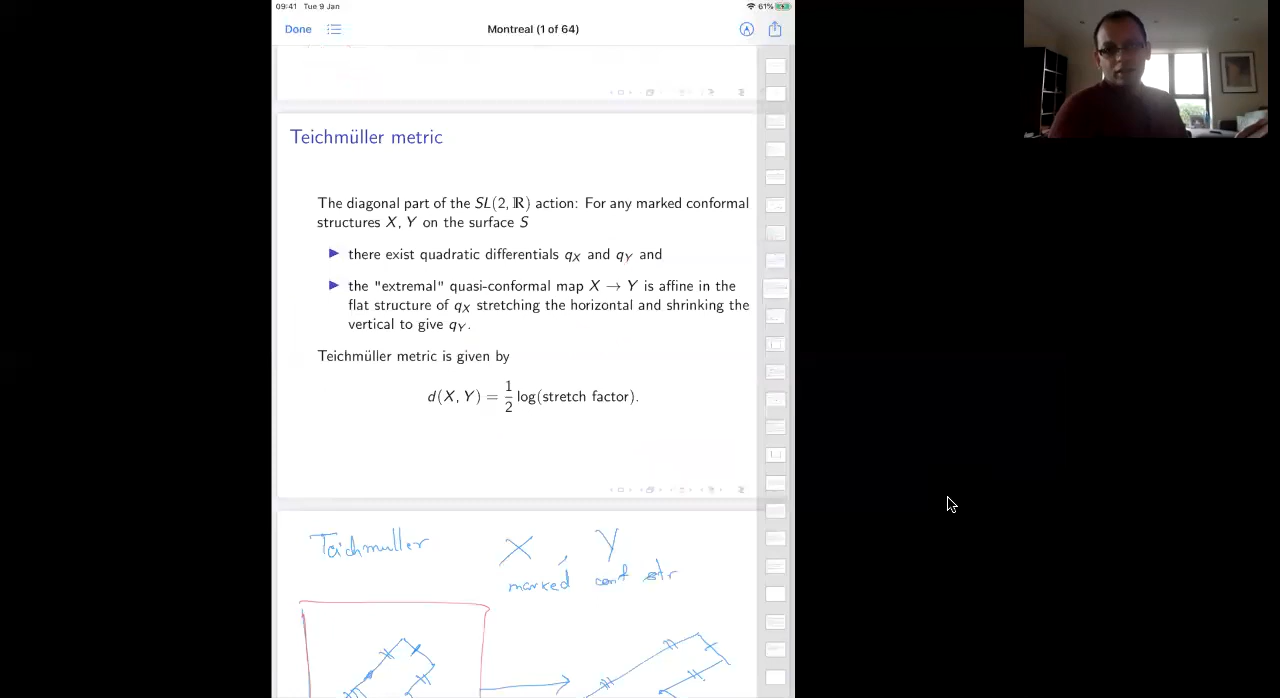 09:41 Tue 9 Jan
61%
Done
Montreal (1 of 64)
Teichmüller metric
The diagonal part of the SL(2, ℝ) action: For any marked conformal
structures X, Y on the surface S
▶ there exist quadratic differentials q_X and q_Y and
▶ the "extremal" quasi-conformal map X → Y is affine in the
flat structure of q_X stretching the horizontal and shrinking the
vertical to give q_Y.
Teichmüller metric is given by
d(X, Y) = 1/2 log(stretch factor).
Teichmuller X , Y
marked conf str